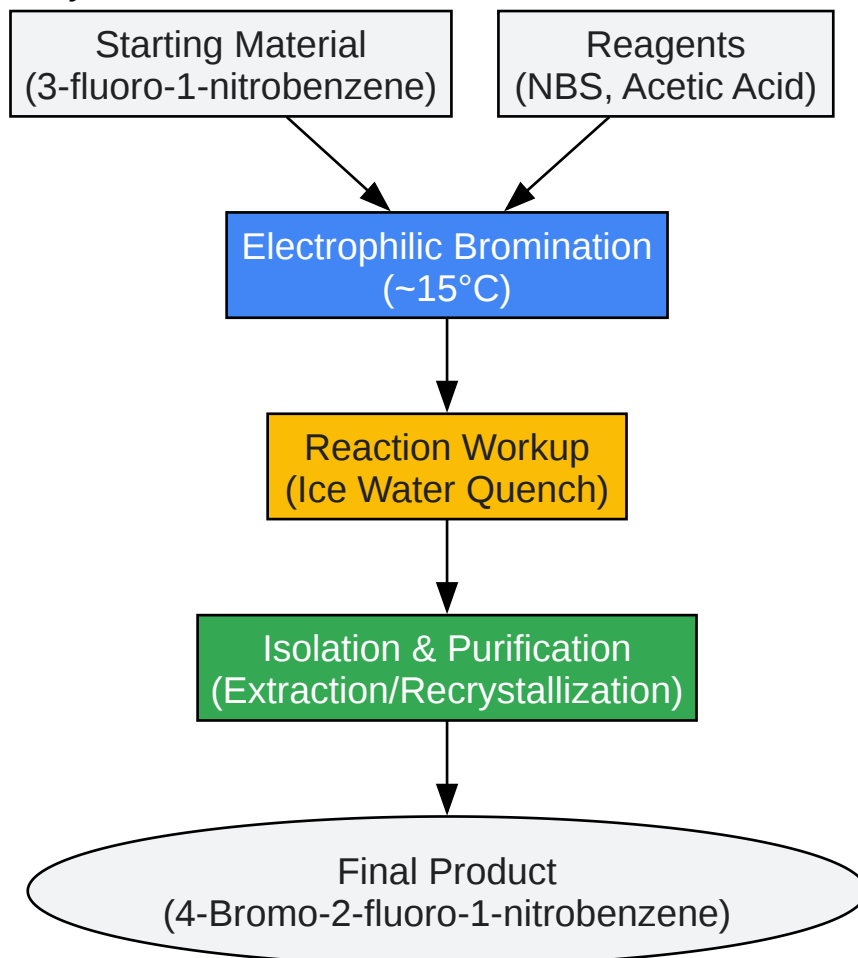 Starting Material
(3-fluoro-1-nitrobenzene)
Reagents
(NBS, Acetic Acid)
Electrophilic Bromination
(~15°C)
Reaction Workup
(Ice Water Quench)
Isolation & Purification
(Extraction/Recrystallization)
Final Product
(4-Bromo-2-fluoro-1-nitrobenzene)